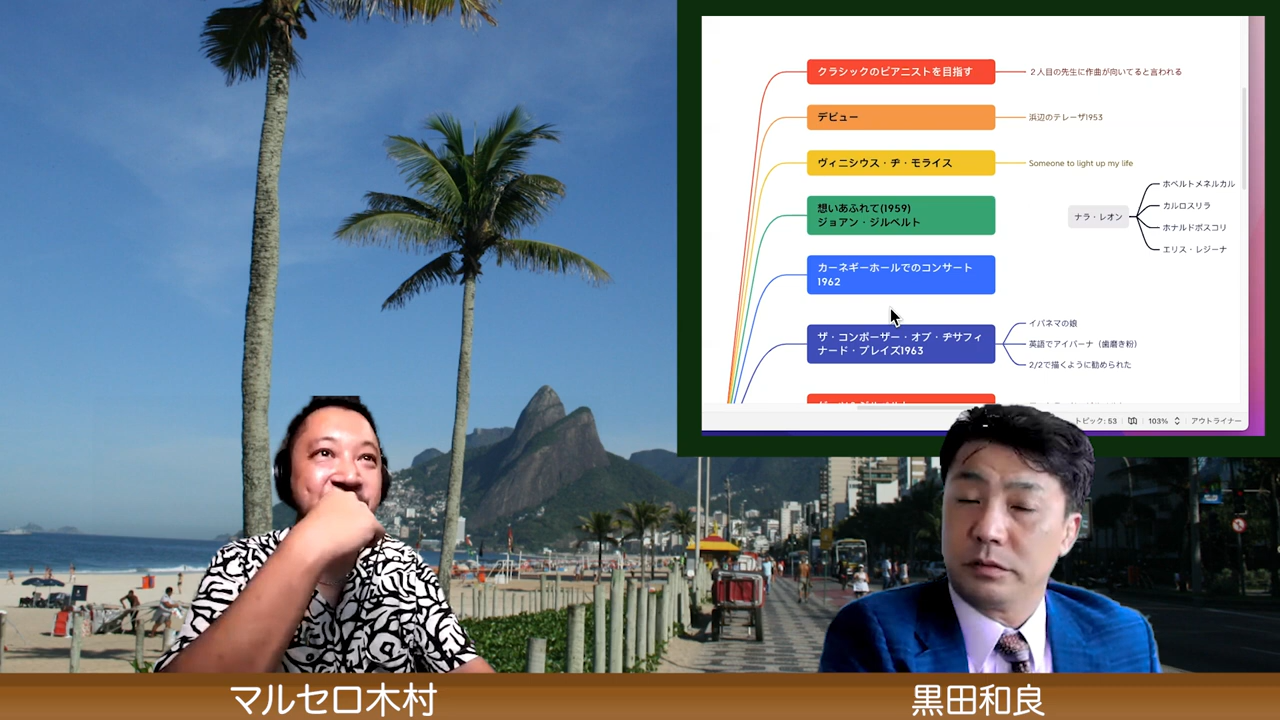 クラシックのピアニストを目指す
２人目の先生に作曲が向いてると言われる
デビュー
浜辺のテレーザ1953
ヴィニシウス・ヂ・モライス
Someone to light up my life
想いあふれて(1959)
ジョアン・ジルベルト
ナラ・レオン
ホベルトメネルカル
カルロスリラ
ホナルドボスコリ
エリス・レジーナ
カーネギーホールでのコンサート
1962
ザ・コンポーザー・オブ・ヂサフィ
ナード・プレイズ1963
イパネマの娘
英語でアイパーナ（歯磨き粉）
2/2で描くように勧められた
トピック: 53
103%
アウトライナー
マルセロ木村
黒田和良